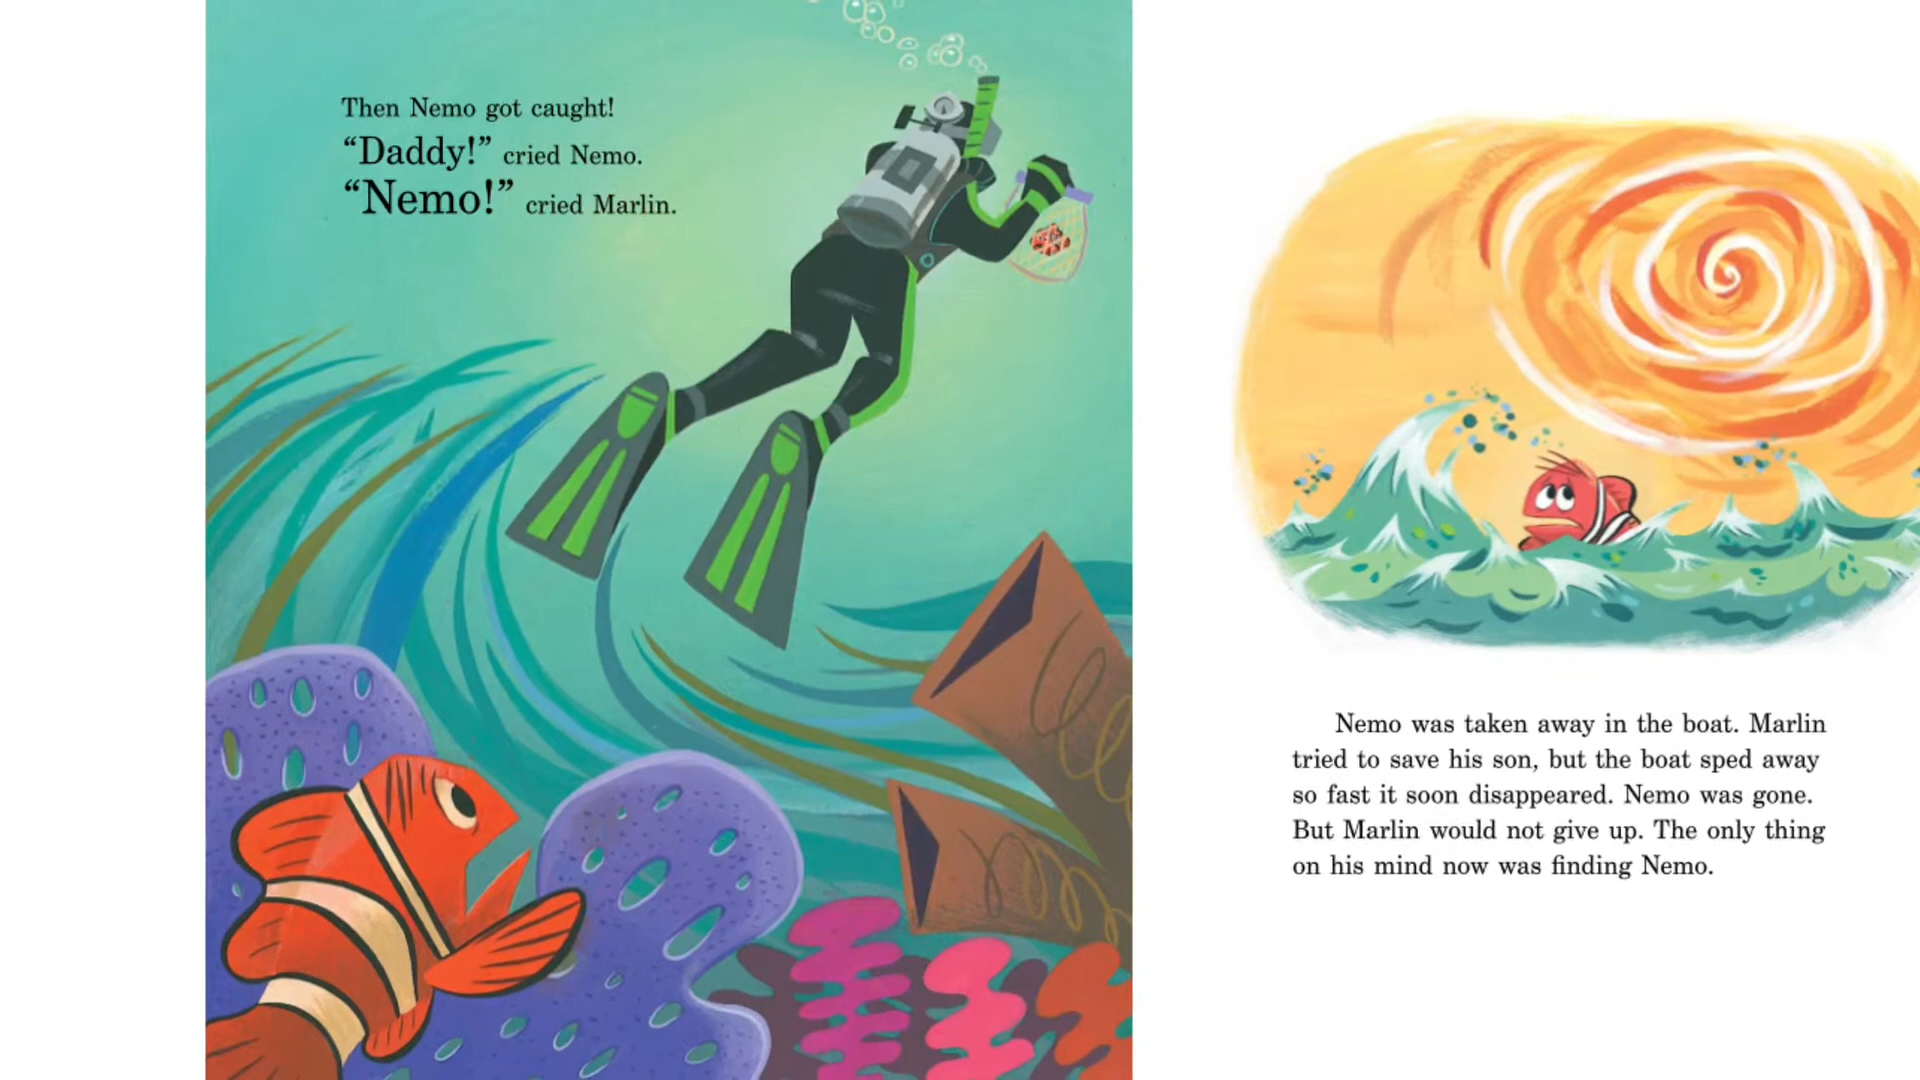 Then Nemo got caught!
“Daddy!” cried Nemo.
“Nemo!” cried Marlin.
Nemo was taken away in the boat. Marlin
tried to save his son, but the boat sped away
so fast it soon disappeared. Nemo was gone.
But Marlin would not give up. The only thing
on his mind now was finding Nemo.